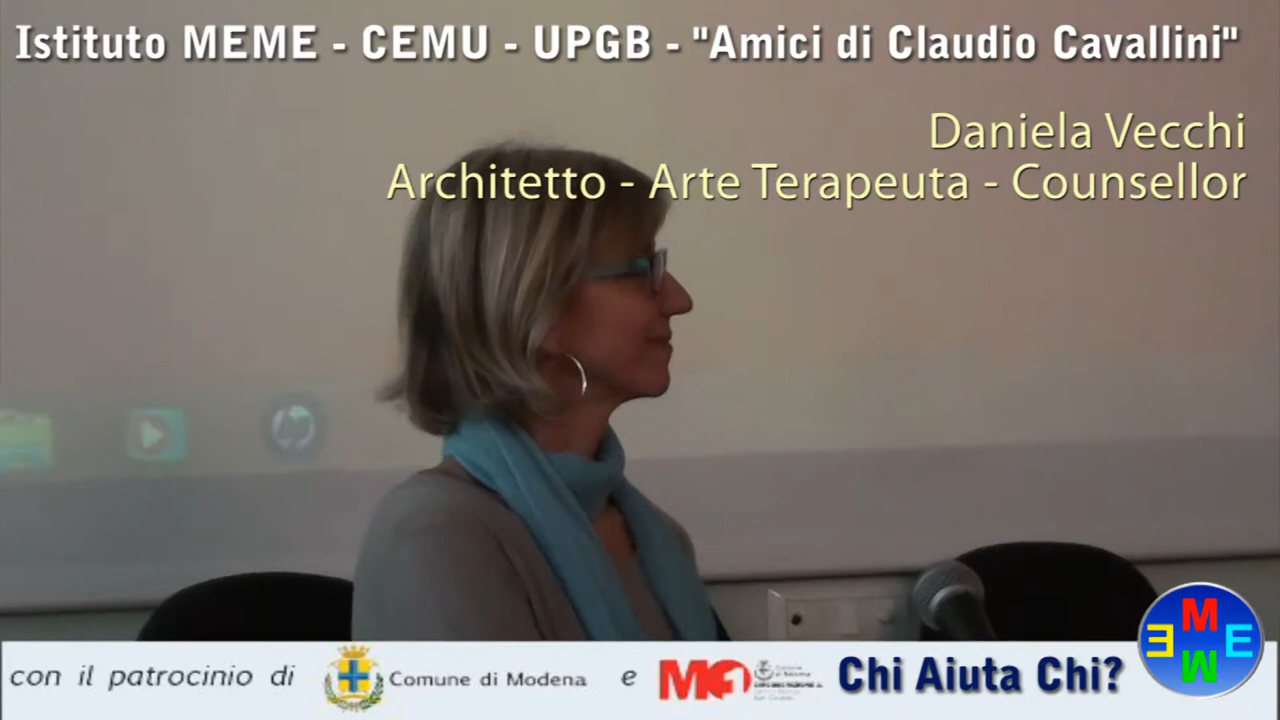 Istituto MEME - CEMU - UPGB - "Amici di Claudio Cavallini"
Daniela Vecchi
Architetto - Arte Terapeuta - Counsellor
con il patrocinio di
Comune di Modena
e
Chi Aiuta Chi?
MEME